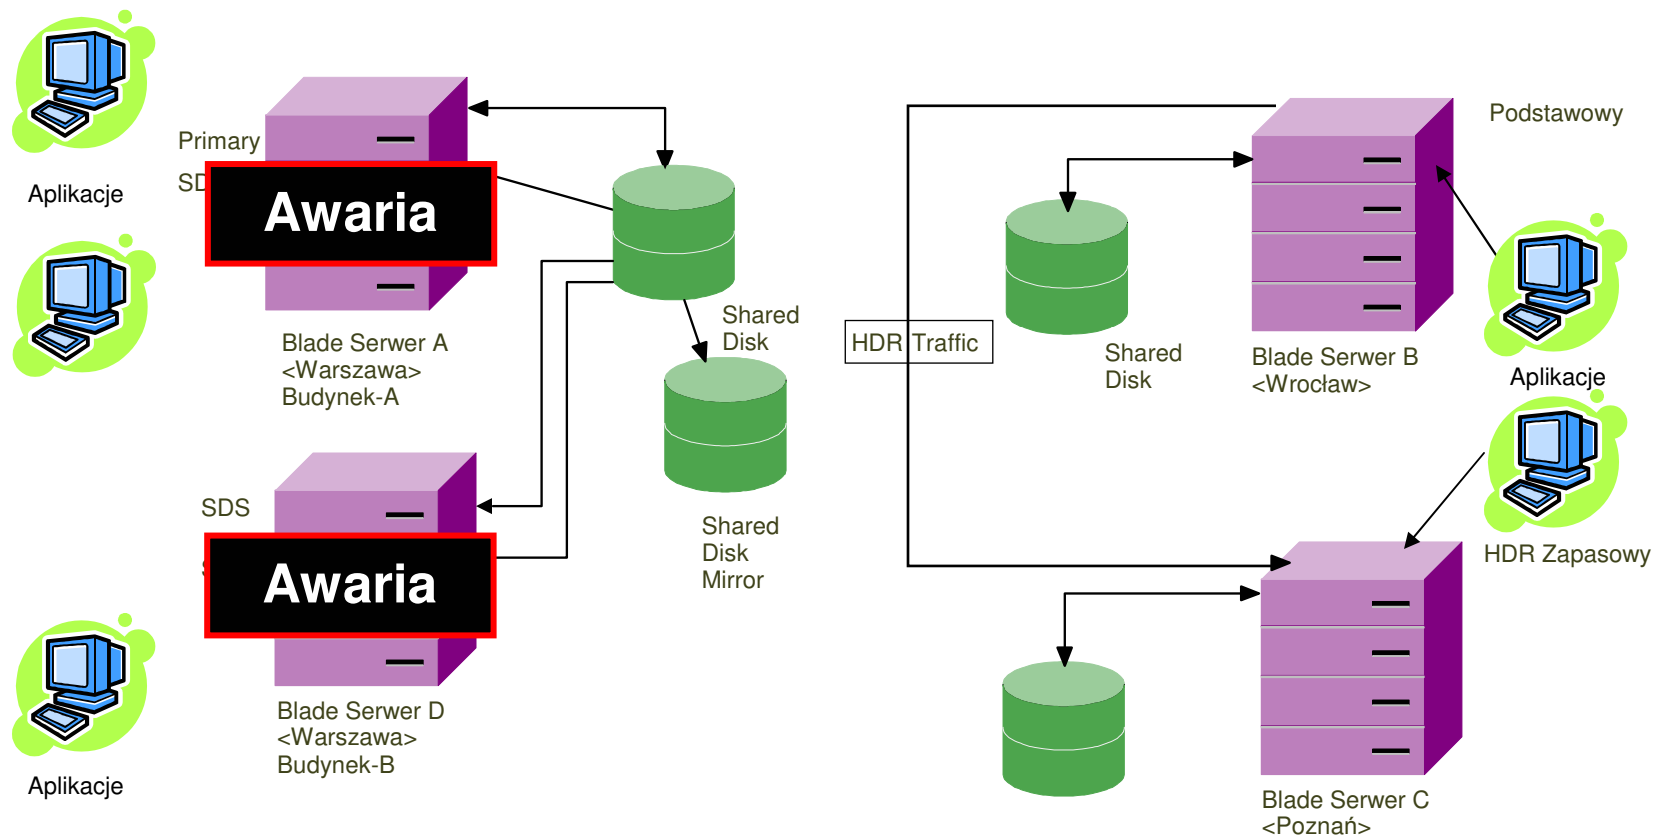 Aplikacje
Primary
SD
Awaria
Blade Serwer A
<Warszawa>
Budynek-A
Shared
Disk
Shared
Disk
Mirror
SDS
Awaria
Blade Serwer D
<Warszawa>
Budynek-B
Aplikacje
HDR Traffic
Shared
Disk
Podstawowy
Blade Serwer B
<Wrocław>
Aplikacje
HDR Zapasowy
Blade Serwer C
<Poznań>